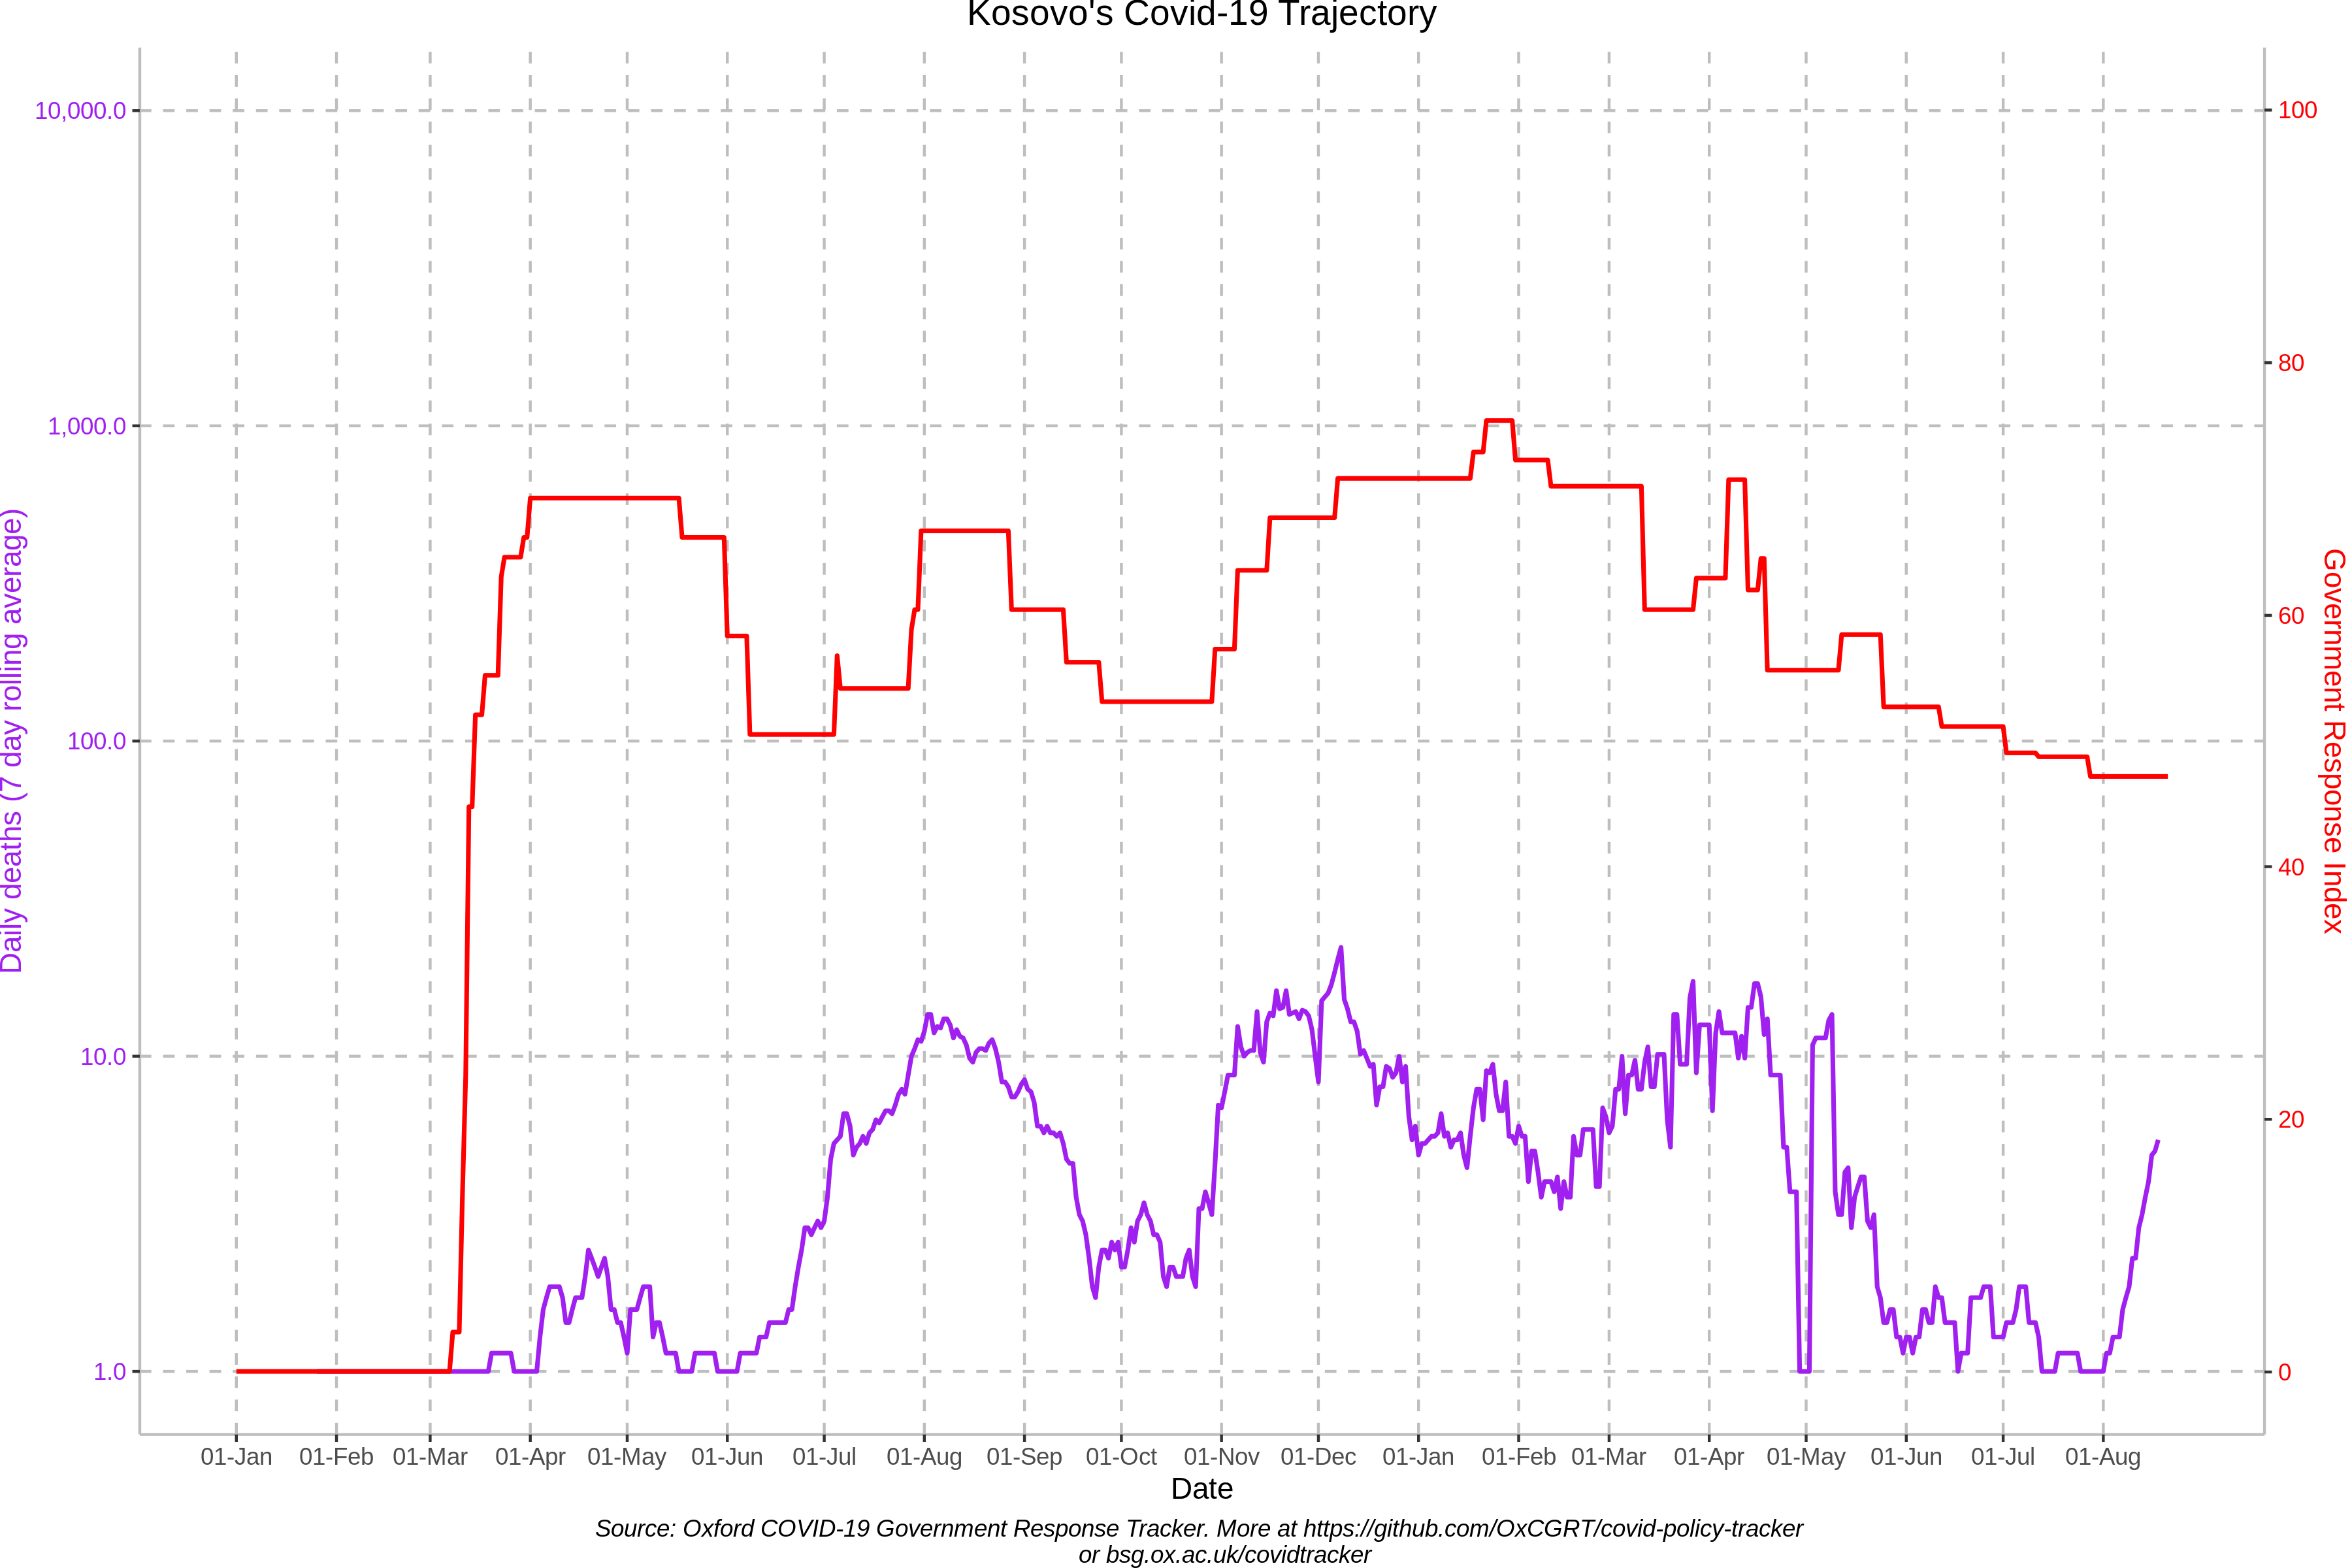 Kosovo's Covid-19 Trajectory
10,000.0
1,000.0
100.0
10.0
1.0
Daily deaths (7 day rolling average)
100
80
60
40
20
0
Government Response Index
01-Jan 01-Feb 01-Mar 01-Apr 01-May 01-Jun 01-Jul 01-Aug 01-Sep 01-Oct 01-Nov 01-Dec 01-Jan 01-Feb 01-Mar 01-Apr 01-May 01-Jun 01-Jul 01-Aug
Date
Source: Oxford COVID-19 Government Response Tracker. More at https://github.com/OxCGRT/covid-policy-tracker
or bsg.ox.ac.uk/covidtracker